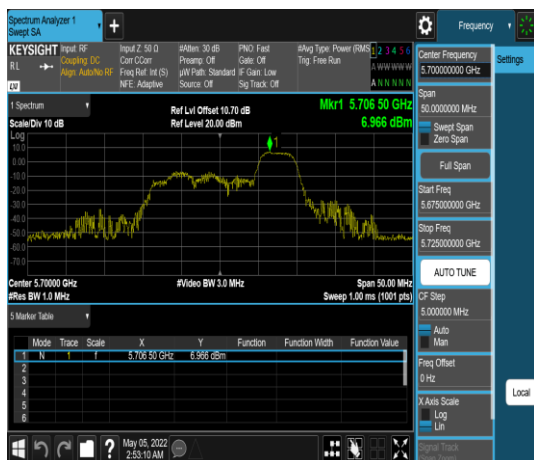 Spectrum Analyzer 1
Swept SA
Frequency
KEYSIGHT
RL
LXI
Input: RF
Coupling: DC
Align: Auto/No RF
Input Z: 50 Ω
Corr CCorr
Freq Ref: Int (S)
NFE: Adaptive
#Atten: 30 dB
Preamp: Off
µW Path: Standard
Source: Off
PNO: Fast
Gate: Off
IF Gain: Low
Sig Track: Off
#Avg Type: Power (RMS
Trig: Free Run
1 2 3 4 5 6
A W W W W W
A N N N N N
1 Spectrum
Scale/Div 10 dB
Ref Lvl Offset 10.70 dB
Ref Level 20.00 dBm
Mkr1 5.706 50 GHz
6.966 dBm
Log
10.0
0.00
-10.0
-20.0
-30.0
-40.0
-50.0
-60.0
-70.0
1
Center 5.70000 GHz
#Res BW 1.0 MHz
#Video BW 3.0 MHz
Span 50.00 MHz
Sweep 1.00 ms (1001 pts)
5 Marker Table
Mode Trace Scale X Y Function Function Width Function Value
1 N 1 f 5.706 50 GHz 6.966 dBm
2
3
4
5
6
May 05, 2022
2:53:10 AM
Center Frequency
5.700000000 GHz
Span
50.0000000 MHz
Swept Span
Zero Span
Full Span
Start Freq
5.675000000 GHz
Stop Freq
5.725000000 GHz
AUTO TUNE
CF Step
5.000000 MHz
Auto
Man
Freq Offset
0 Hz
X Axis Scale
Log
Lin
Signal Track
(Span Zoom)
Settings
Local